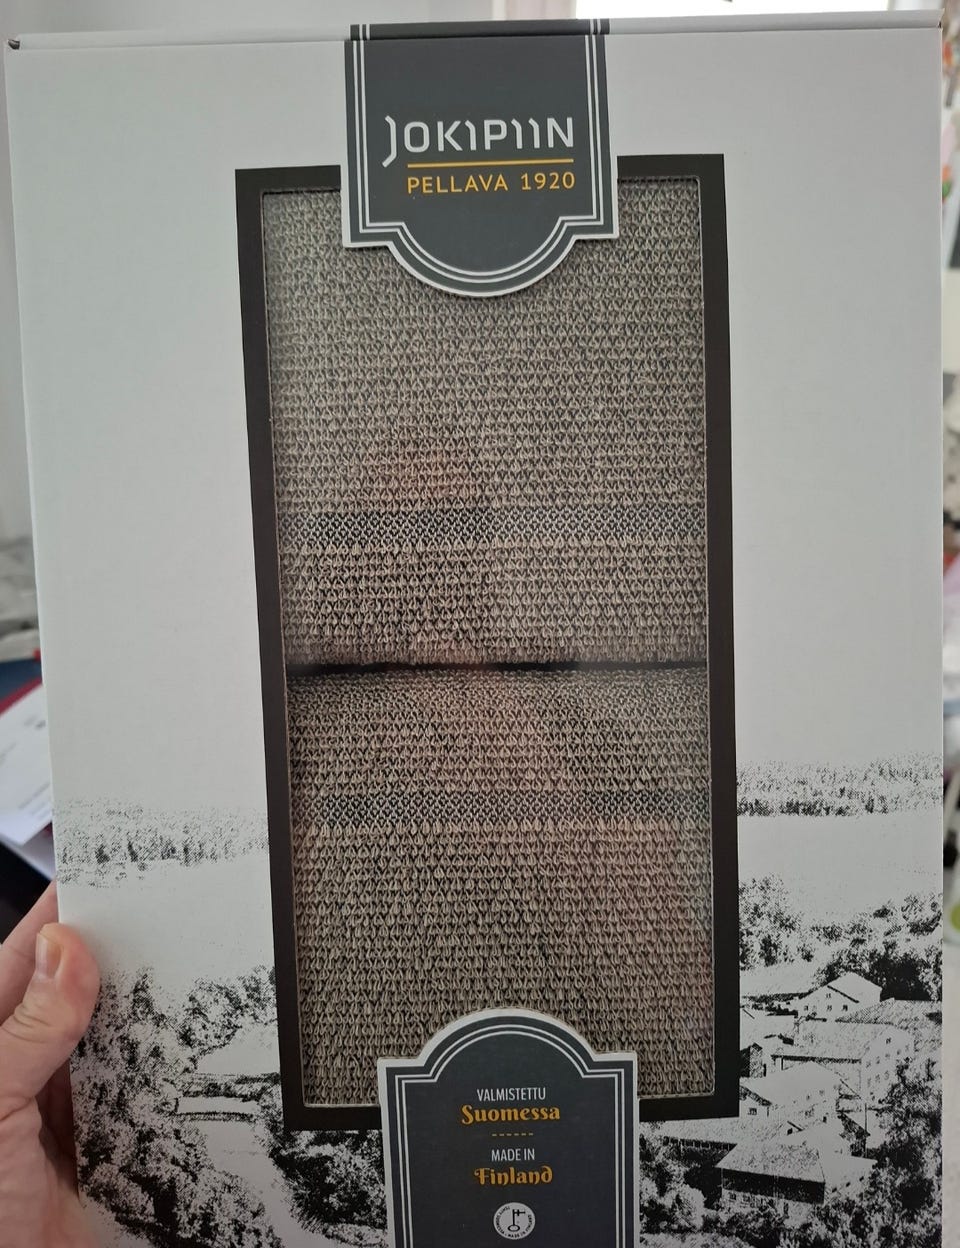 JOKIPIIN
PELLAVA 1920
VALMISTETTU
Suomessa
MADE IN
Finland